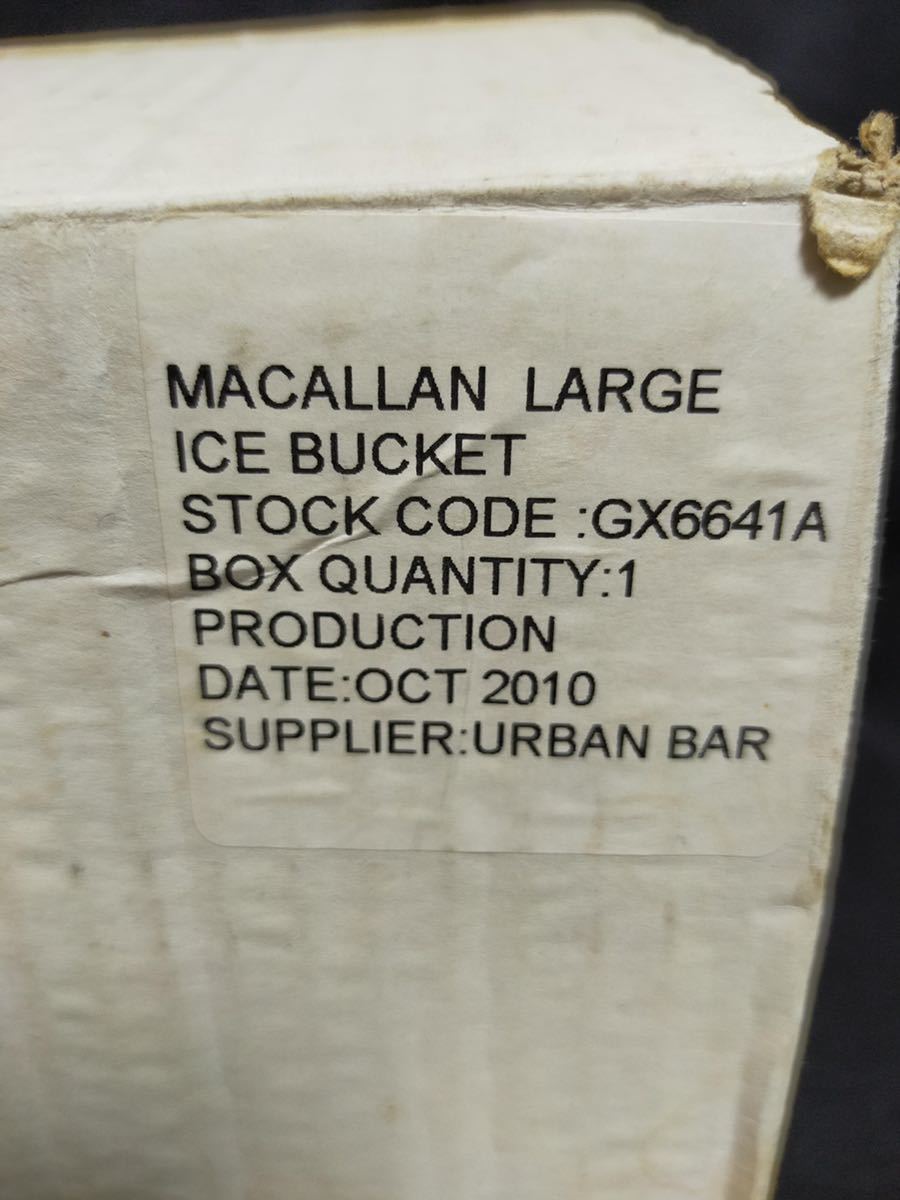 MACALLAN LARGE
ICE BUCKET
STOCK CODE :GX6641A
BOX QUANTITY:1
PRODUCTION
DATE:OCT 2010
SUPPLIER:URBAN BAR